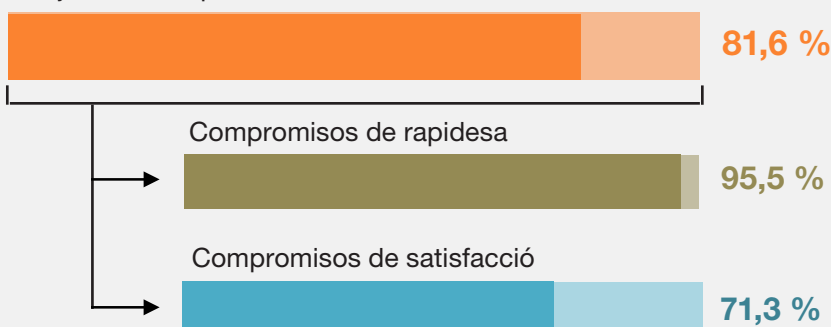 81,6 %
Compromisos de rapidesa
95,5 %
Compromisos de satisfacció
71,3 %